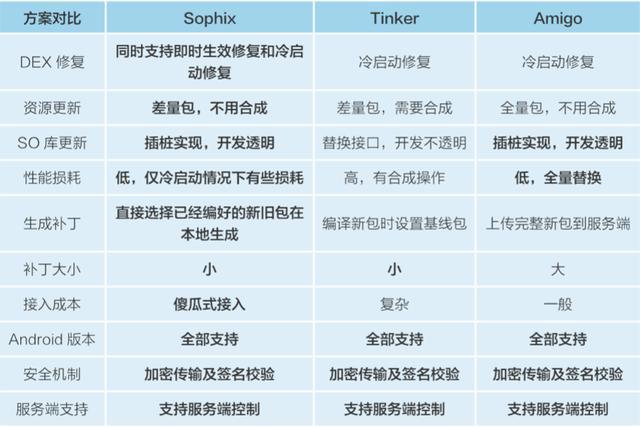 方案对比 Sophix Tinker Amigo
DEX 修复 同时支持即时生效修复和冷启 冷启动修复 冷启动修复
动修复
资源更新 差量包，不用合成 差量包，需要合成 全量包，不用合成
SO 库更新 插桩实现，开发透明 替换接口，开发不透明 插桩实现，开发透明
性能损耗 低，仅冷启动情况下有些损耗 高，有合成操作 低，全量替换
生成补丁 直接选择已经编好的新旧包在 编译新包时设置基线包 上传完整新包到服务端
本地生成
补丁大小 小 小 大
接入成本 傻瓜式接入 复杂 一般
Android 版本 全部支持 全部支持 全部支持
安全机制 加密传输及签名校验 加密传输及签名校验 加密传输及签名校验
服务端支持 支持服务端控制 支持服务端控制 支持服务端控制